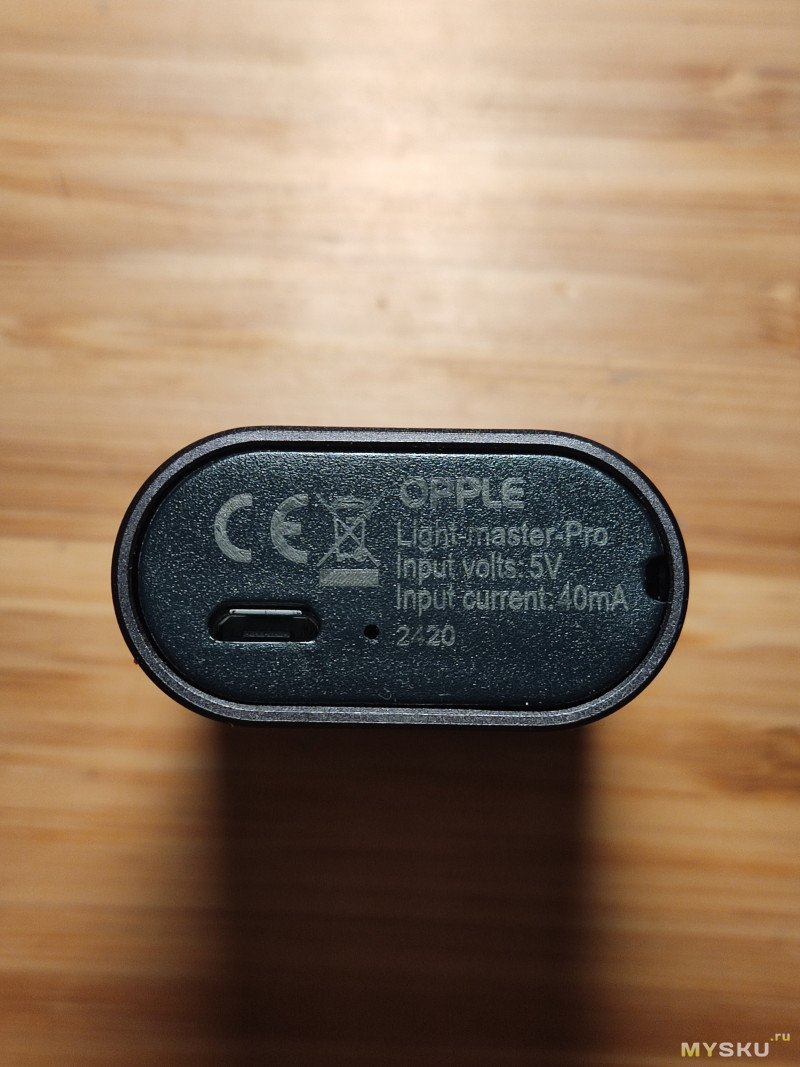 CE
OPPLE
Light-master-Pro
Input volts: 5V
Input current: 40mA
2420
MYSKU.ru